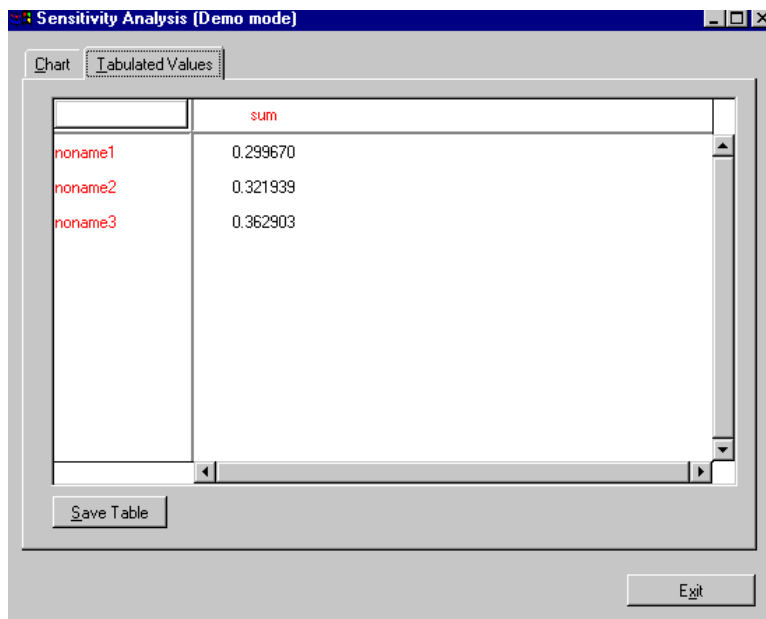 Sensitivity Analysis (Demo mode)
Chart Tabulated Values
sum
noname1 0.299670
noname2 0.321939
noname3 0.362903
Save Table
Exit